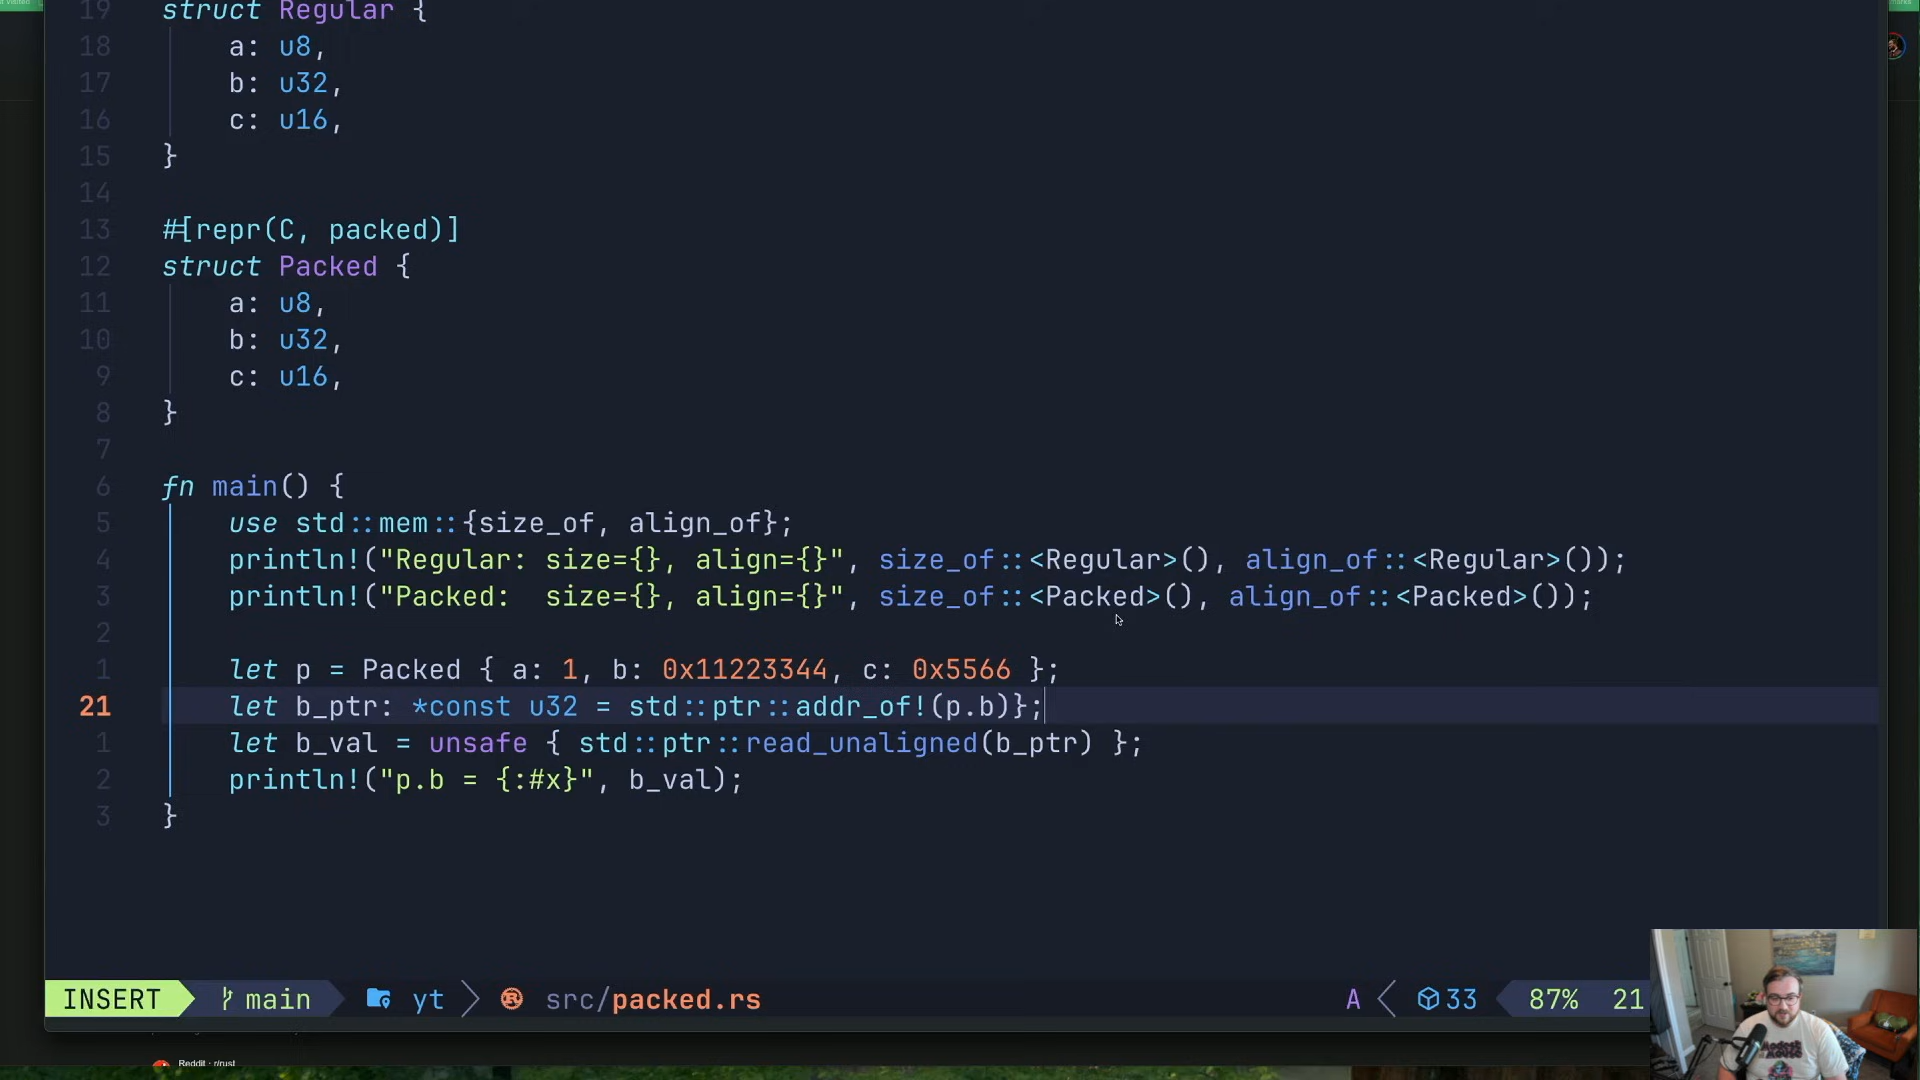 19 struct Regular {
18 a: u8,
17 b: u32,
16 c: u16,
15 }
14
13 #[repr(C, packed)]
12 struct Packed {
11 a: u8,
10 b: u32,
9 c: u16,
8 }
7
6 fn main() {
5 use std::mem::{size_of, align_of};
4 println!("Regular: size={}, align={}", size_of::<Regular>(), align_of::<Regular>());
3 println!("Packed:  size={}, align={}", size_of::<Packed>(), align_of::<Packed>());
2
1 let p = Packed { a: 1, b: 0x11223344, c: 0x5566 };
21 let b_ptr: *const u32 = std::ptr::addr_of!(p.b)};
1 let b_val = unsafe { std::ptr::read_unaligned(b_ptr) };
2 println!("p.b = {:#x}", b_val);
3 }
INSERT main yt src/packed.rs A 33 87% 21
Reddit · r/rust